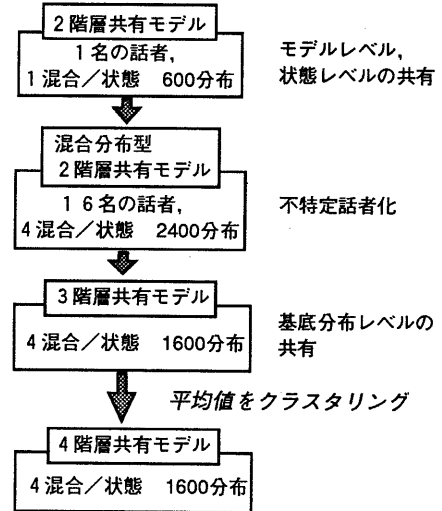 2階層共有モデル
1名の話者，
1混合／状態　600分布
モデルレベル，
状態レベルの共有
混合分布型
2階層共有モデル
16名の話者，
4混合／状態　2400分布
不特定話者化
3階層共有モデル
4混合／状態　1600分布
基底分布レベルの
共有
平均値をクラスタリング
4階層共有モデル
4混合／状態　1600分布